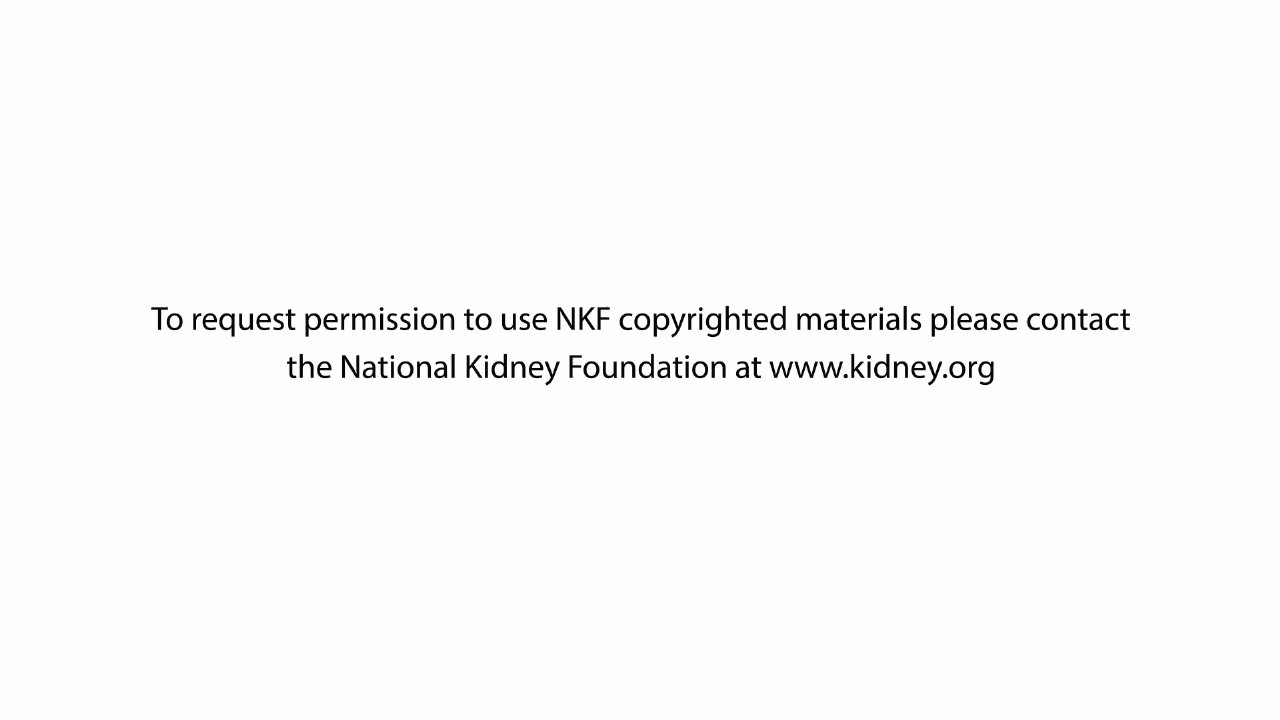 To request permission to use NKF copyrighted materials please contact
the National Kidney Foundation at www.kidney.org